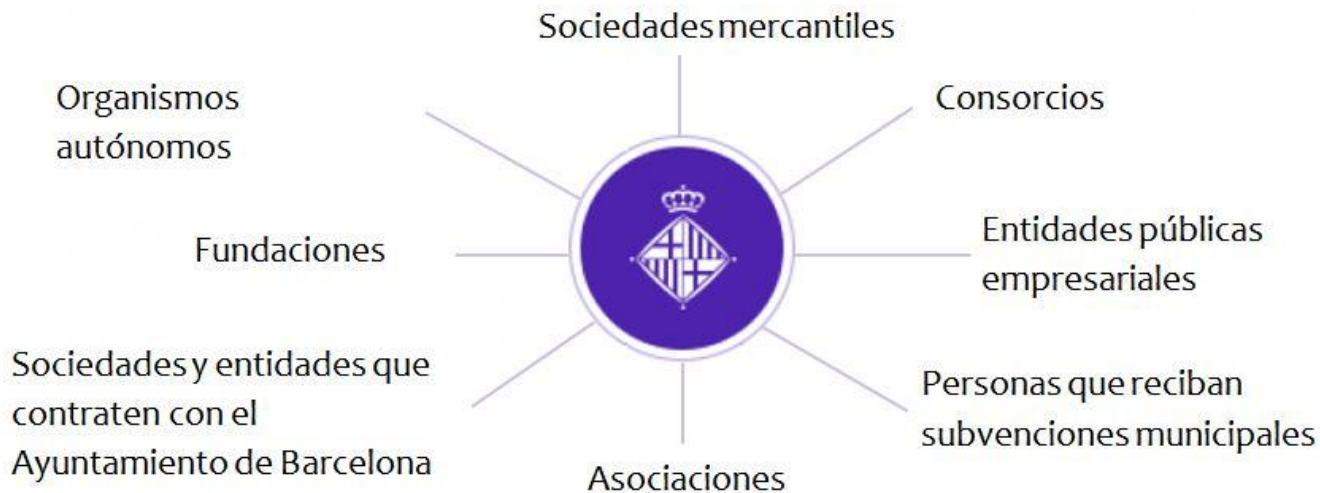 Sociedades mercantiles
Organismos
autónomos
Consorcios
Fundaciones
Entidades públicas
empresariales
Sociedades y entidades que
contraten con el
Ayuntamiento de Barcelona
Personas que reciban
subvenciones municipales
Asociaciones